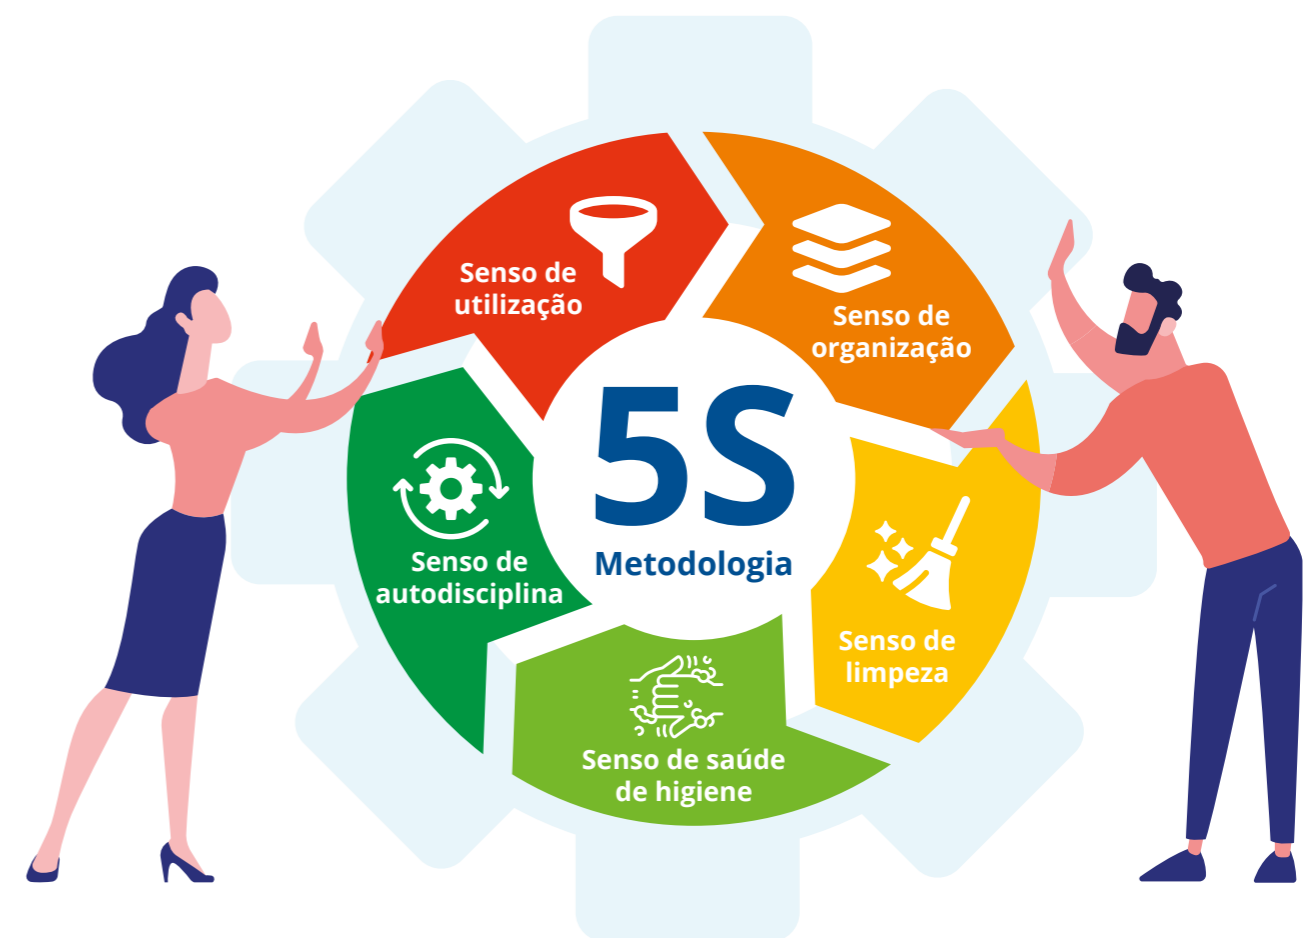 Senso de
utilização
Senso de
organização
Senso de
limpeza
Senso de saúde
de higiene
Senso de
autodisciplina
5S
Metodologia